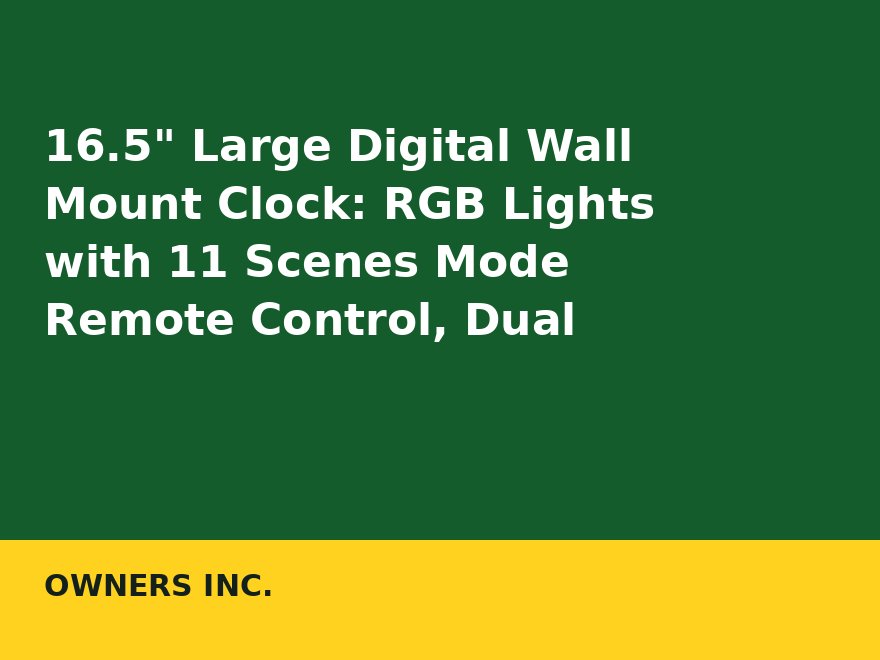 16.5" Large Digital Wall
Mount Clock: RGB Lights
with 11 Scenes Mode
Remote Control, Dual
OWNERS INC.